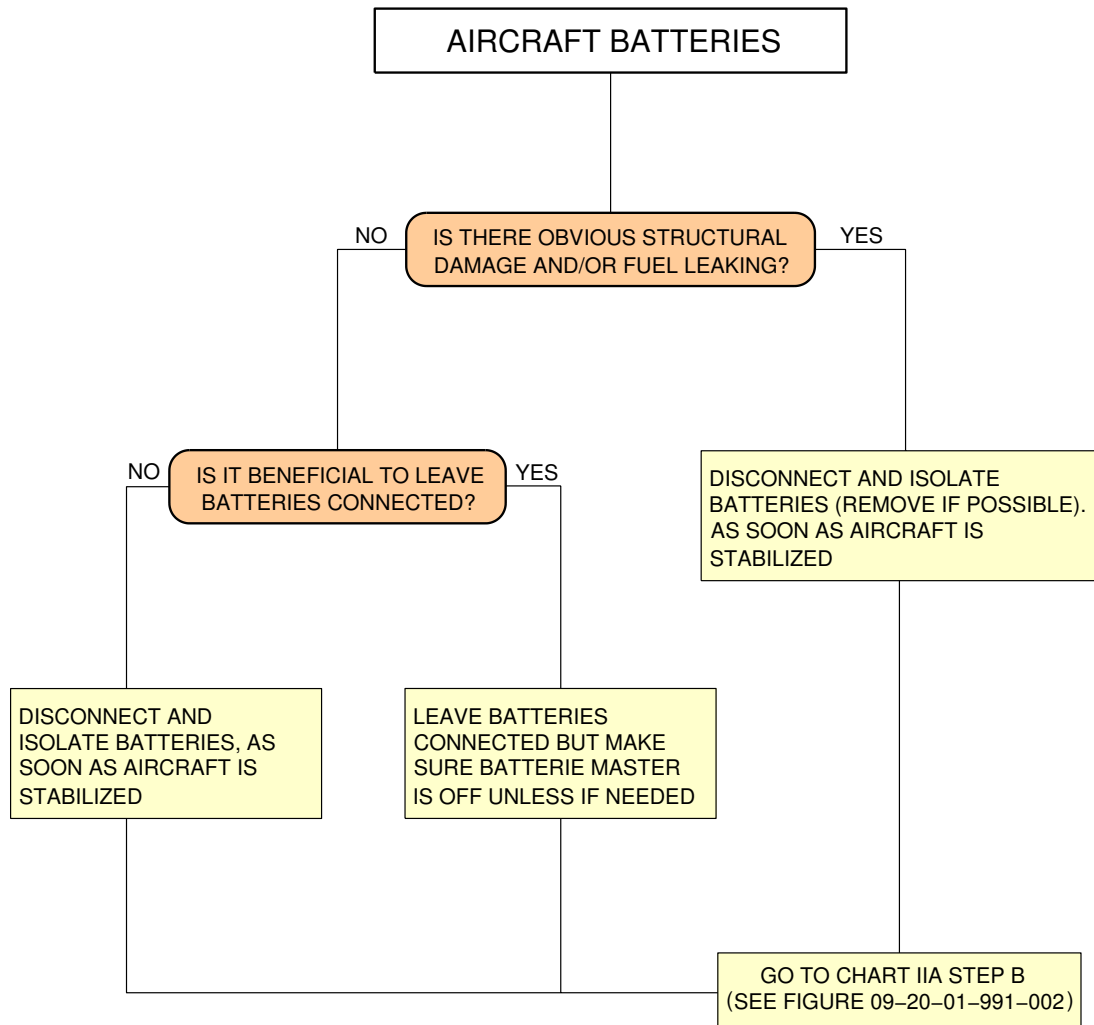 AIRCRAFT BATTERIES
NO
IS THERE OBVIOUS STRUCTURAL
DAMAGE AND/OR FUEL LEAKING?
YES
NO
IS IT BENEFICIAL TO LEAVE
BATTERIES CONNECTED?
YES
DISCONNECT AND ISOLATE
BATTERIES (REMOVE IF POSSIBLE).
AS SOON AS AIRCRAFT IS
STABILIZED
DISCONNECT AND
ISOLATE BATTERIES, AS
SOON AS AIRCRAFT IS
STABILIZED
LEAVE BATTERIES
CONNECTED BUT MAKE
SURE BATTERIE MASTER
IS OFF UNLESS IF NEEDED
GO TO CHART IIA STEP B
(SEE FIGURE 09−20−01−991−002)